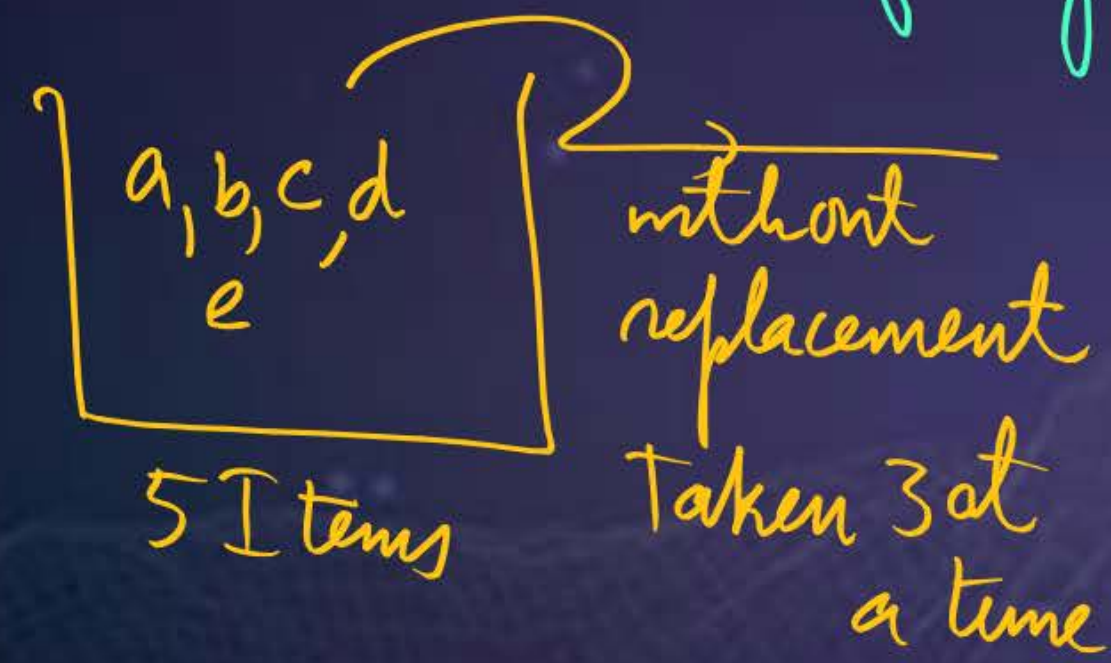 a, b, c, d
e
5 Items
without
replacement
Taken 3 at
a time